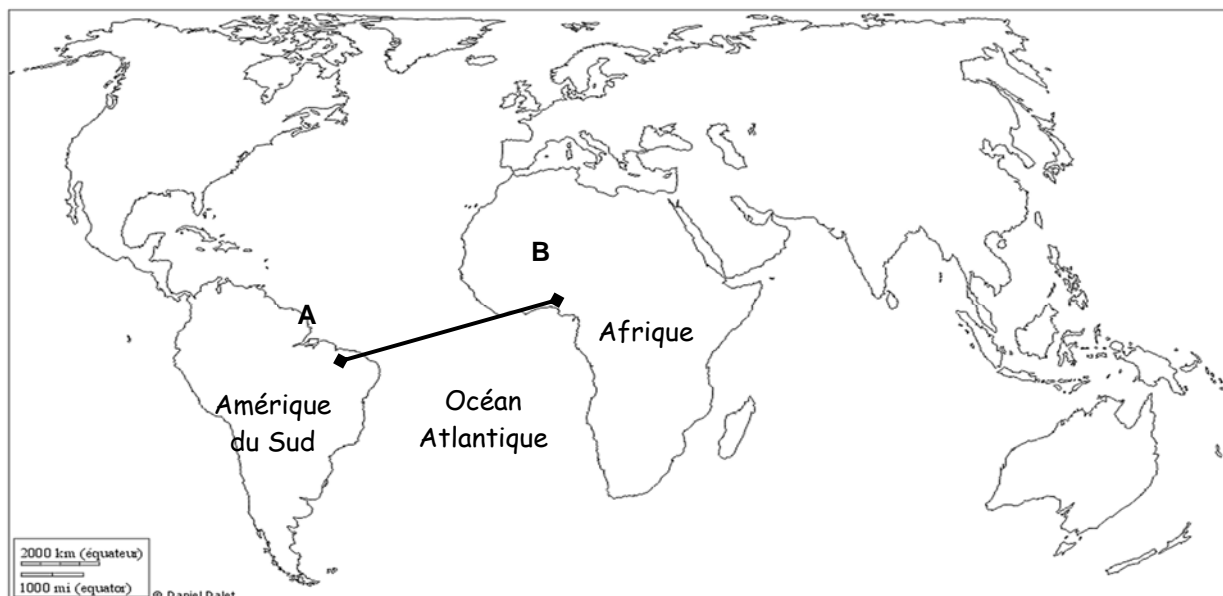 B
A
Afrique
Amérique
du Sud
Océan
Atlantique
2000 km (équateur)
1000 mi (equator)
© Daniel Dalet